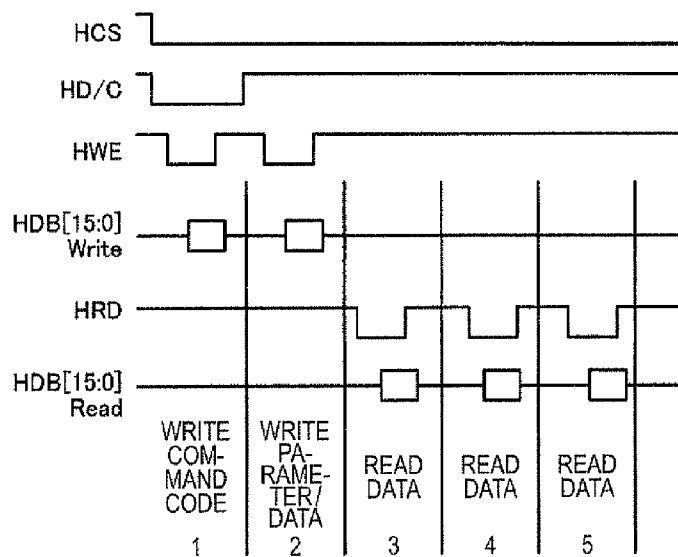 HCS
HD/C
HWE
HDB[15:0]
Write
HRD
HDB[15:0]
Read
WRITE
COM-
MAND
CODE
1
WRITE
PA-
RAME-
TER/
DATA
2
READ
DATA
3
READ
DATA
4
READ
DATA
5